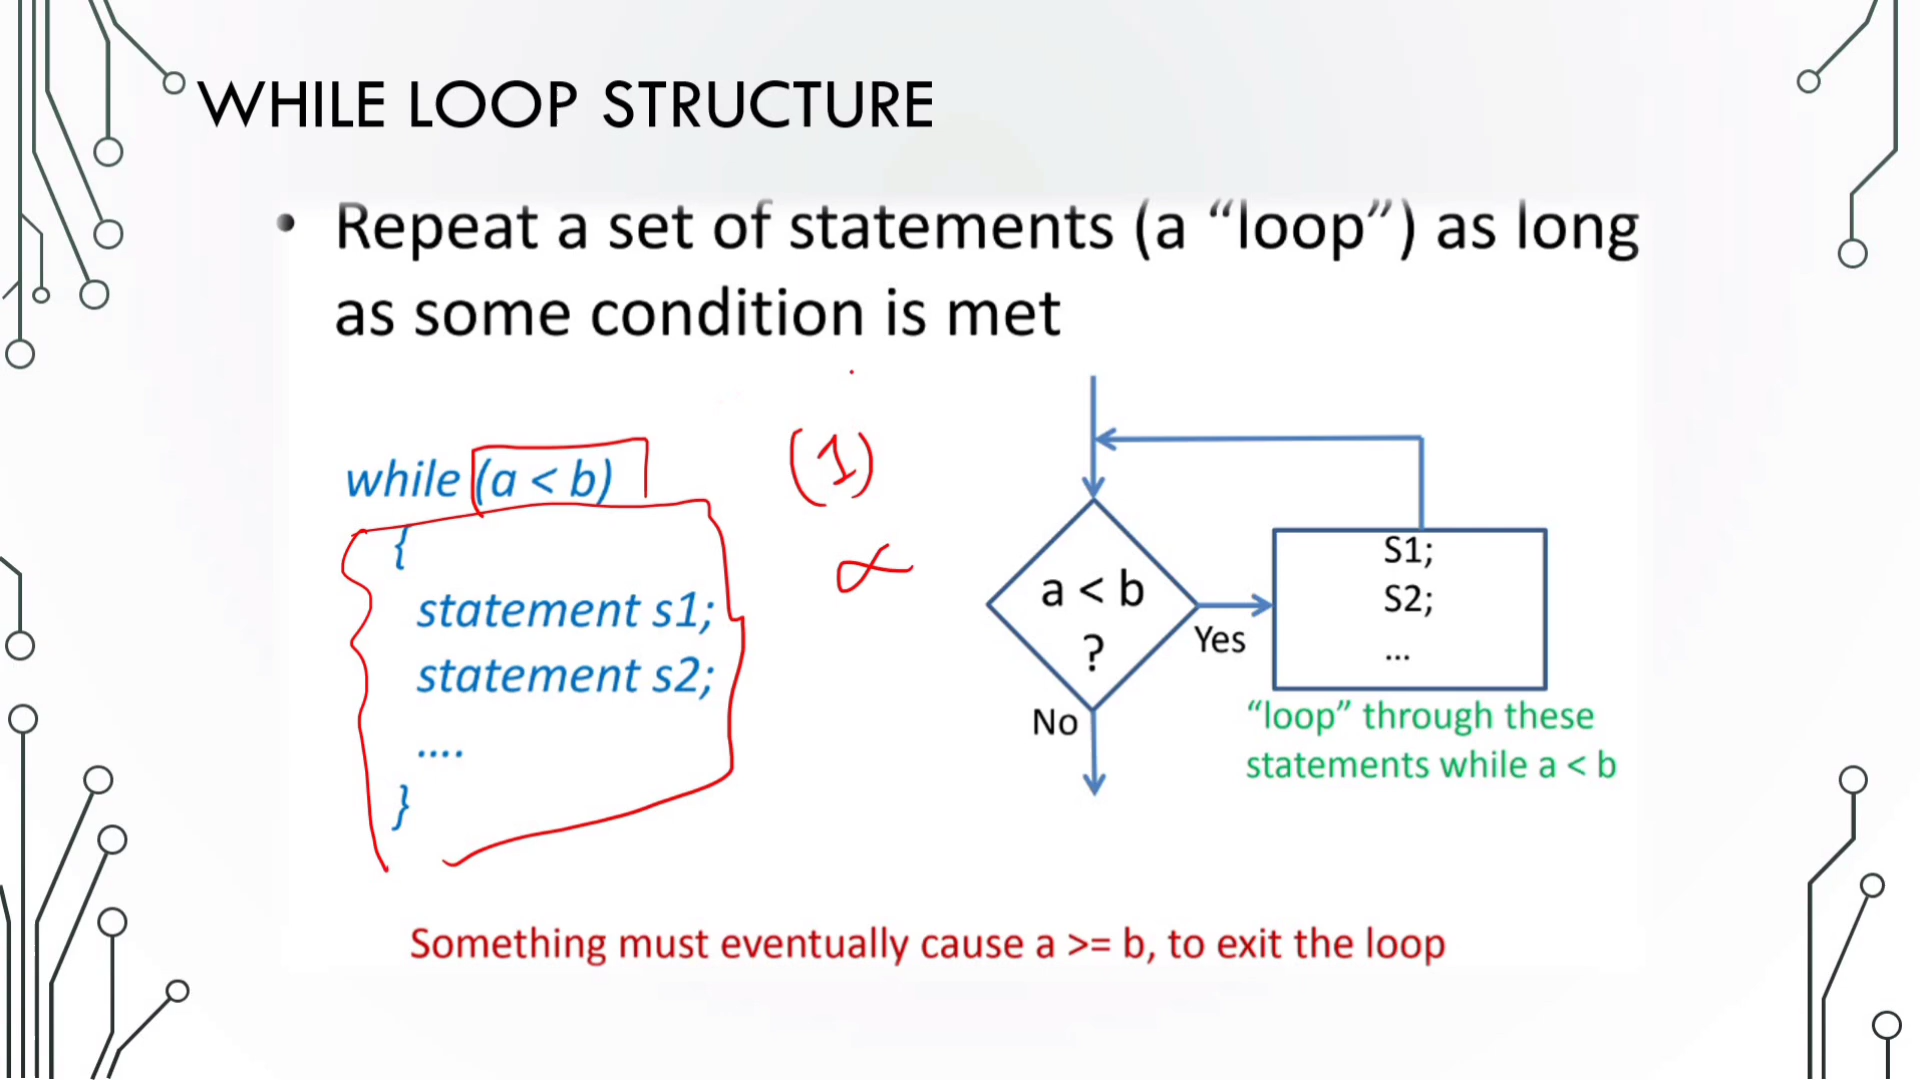 WHILE LOOP STRUCTURE
• Repeat a set of statements (a “loop”) as long
as some condition is met
while (a < b)
{
statement s1;
statement s2;
....
}
(1)
∝
a < b
?
Yes
No
S1;
S2;
...
“loop” through these
statements while a < b
Something must eventually cause a >= b, to exit the loop